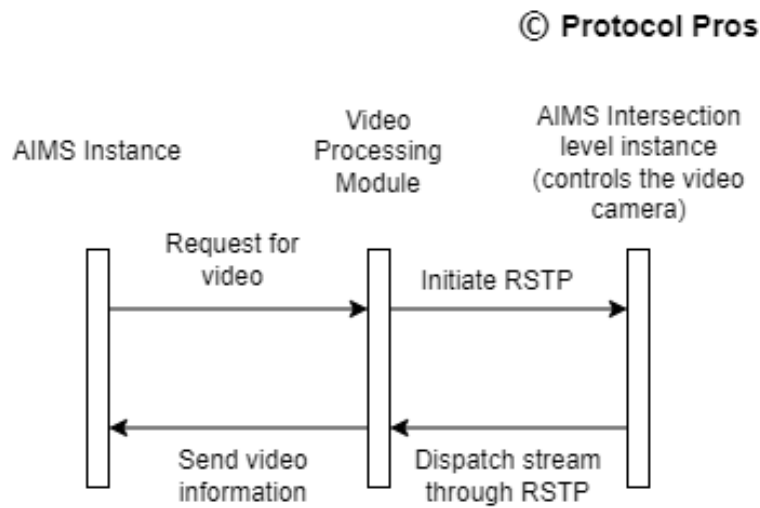 © Protocol Pros
AIMS Instance
Video
Processing
Module
AIMS Intersection
level instance
(controls the video
camera)
Request for
video
Initiate RSTP
Send video
information
Dispatch stream
through RSTP